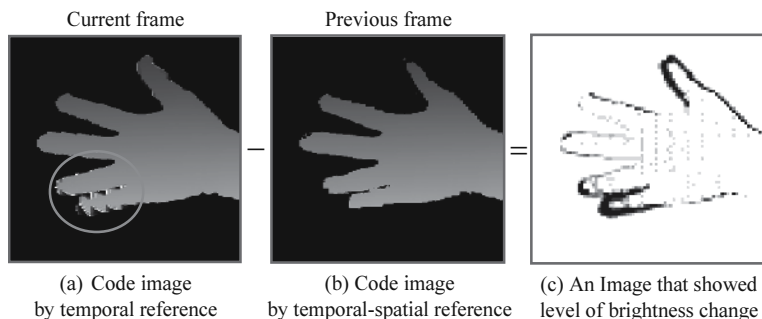 Current frame
Previous frame
−
=
(a) Code image
by temporal reference
(b) Code image
by temporal-spatial reference
(c) An Image that showed
level of brightness change